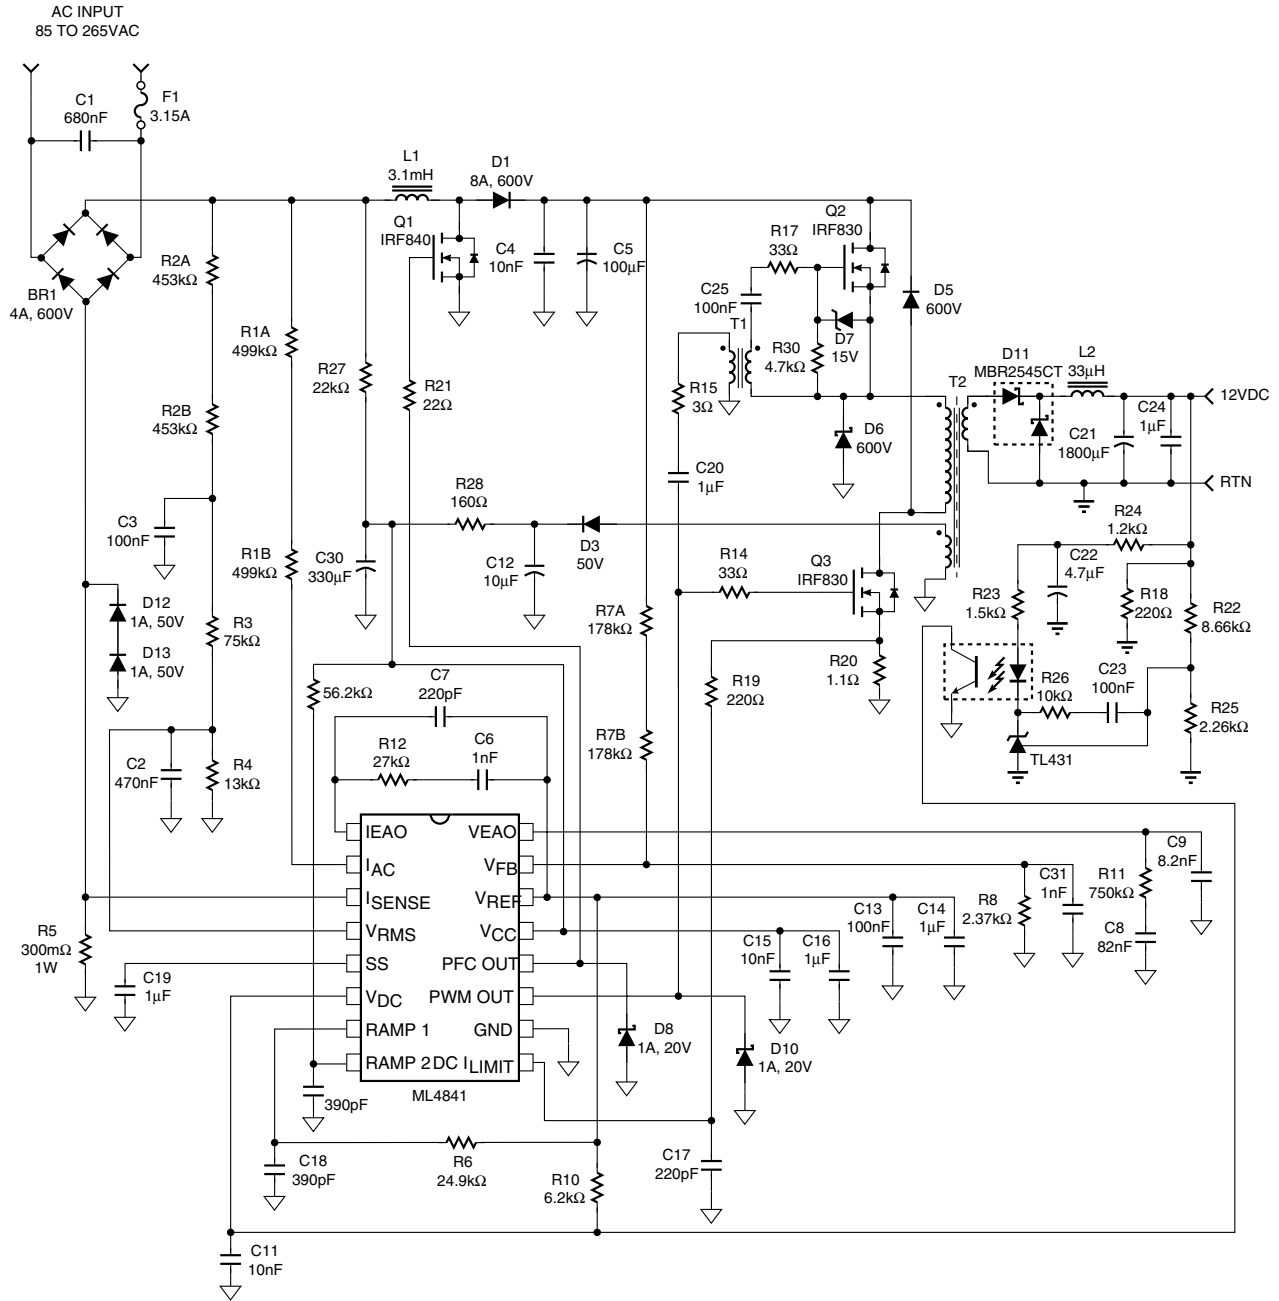 AC INPUT
85 TO 265VAC
C1
680nF
F1
3.15A
L1
3.1mH
D1
8A, 600V
Q1
IRF840
C4
10nF
C5
100µF
R17
33Ω
Q2
IRF830
R2A
453kΩ
BR1
4A, 600V
C25
100nF
D5
600V
R1A
499kΩ
R27
22kΩ
R21
22Ω
T1
D7
15V
R30
4.7kΩ
D11
MBR2545CT
L2
33µH
T2
12VDC
R15
3Ω
R2B
453kΩ
D6
600V
C24
1µF
C21
1800µF
C20
1µF
RTN
R28
160Ω
C3
100nF
R24
1.2kΩ
R1B
499kΩ
C30
330µF
C12
10µF
D3
50V
R14
33Ω
Q3
IRF830
C22
4.7µF
D12
1A, 50V
R3
75kΩ
R7A
178kΩ
R23
1.5kΩ
R18
220Ω
R22
8.66kΩ
D13
1A, 50V
56.2kΩ
C7
220pF
R19
220Ω
R20
1.1Ω
R26
10kΩ
C23
100nF
R25
2.26kΩ
R12
27kΩ
C6
1nF
R7B
178kΩ
TL431
C2
470nF
R4
13kΩ
IEAO
VEAO
IAC
VFB
ISENSE
VREF
VRMS
VCC
SS
PFC OUT
VDC
PWM OUT
RAMP 1
GND
RAMP 2
DC ILIMIT
ML4841
C9
8.2nF
C31
1nF
R11
750kΩ
R8
2.37kΩ
C13
100nF
C14
1µF
C8
82nF
R5
300mΩ
1W
C15
10nF
C16
1µF
C19
1µF
D8
1A, 20V
D10
1A, 20V
390pF
C18
390pF
R6
24.9kΩ
C17
220pF
R10
6.2kΩ
C11
10nF